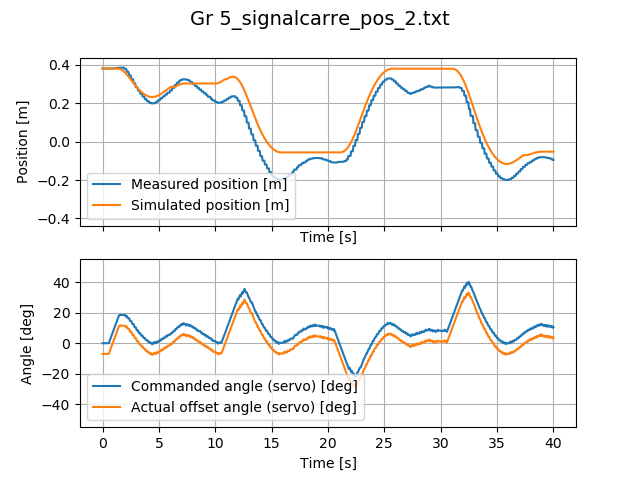 Gr 5_signalcarre_pos_2.txt
0.4
0.2
0.0
−0.2
−0.4
Position [m]
Measured position [m]
Simulated position [m]
Time [s]
40
20
0
−20
−40
Angle [deg]
Commanded angle (servo) [deg]
Actual offset angle (servo) [deg]
0 5 10 15 20 25 30 35 40
Time [s]